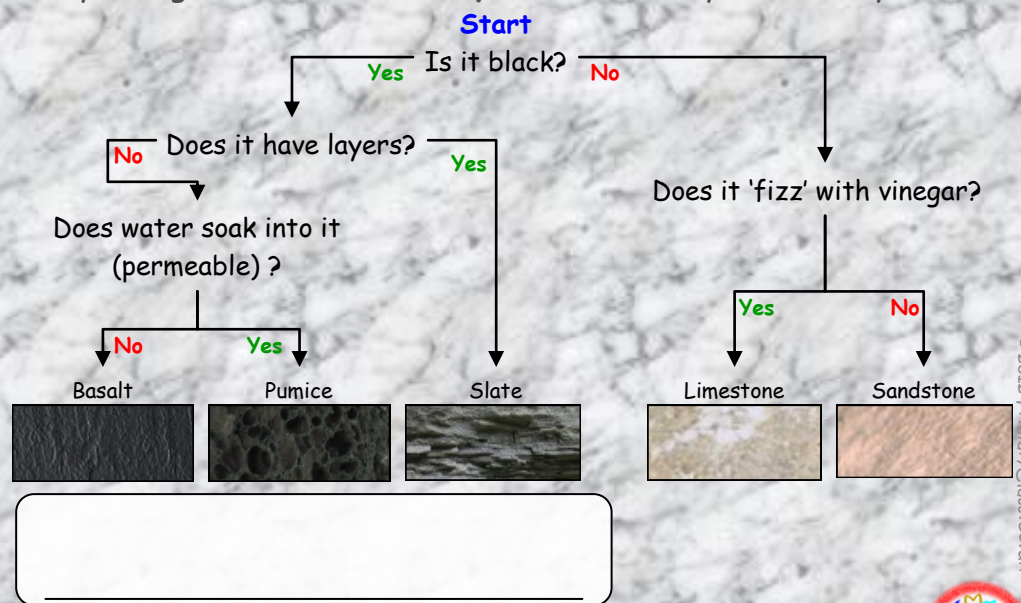 Start
Is it black?
Yes
No
Does it have layers?
No
Yes
Does it 'fizz' with vinegar?
Does water soak into it
(permeable) ?
Yes
No
No
Yes
Basalt
Pumice
Slate
Limestone
Sandstone